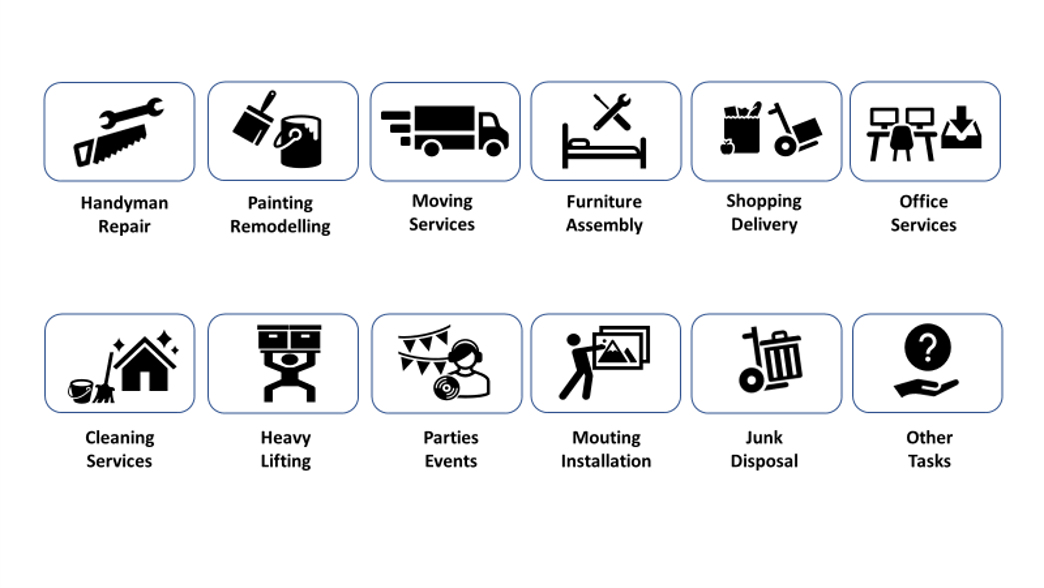 Handyman
Repair
Painting
Remodelling
Moving
Services
Furniture
Assembly
Shopping
Delivery
Office
Services
?
Cleaning
Services
Heavy
Lifting
Parties
Events
Mouting
Installation
Junk
Disposal
Other
Tasks